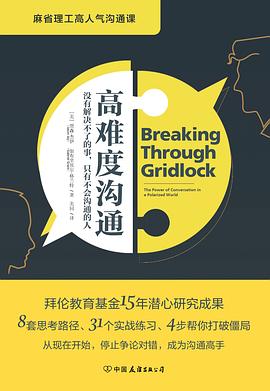 麻省理工高人气沟通课
高难度沟通
没有解决不了的事，只有不会沟通的人
Breaking
Through
Gridlock
The Power of Conversation in
a Polarized World
拜伦教育基金15年潜心研究成果
8套思考路径、31个实战练习、4步帮你打破僵局
从现在开始，停止争论对错，成为沟通高手
中国友谊出版公司